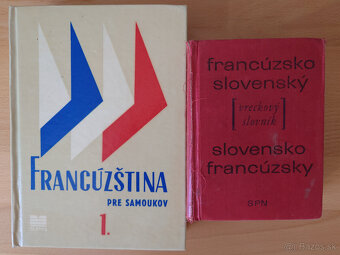 FRANCÚZŠTINA
PRE SAMOUKOV
1.
francúzsko
slovenský
[vreckový
slovník]
slovensko
francúzsky
SPN